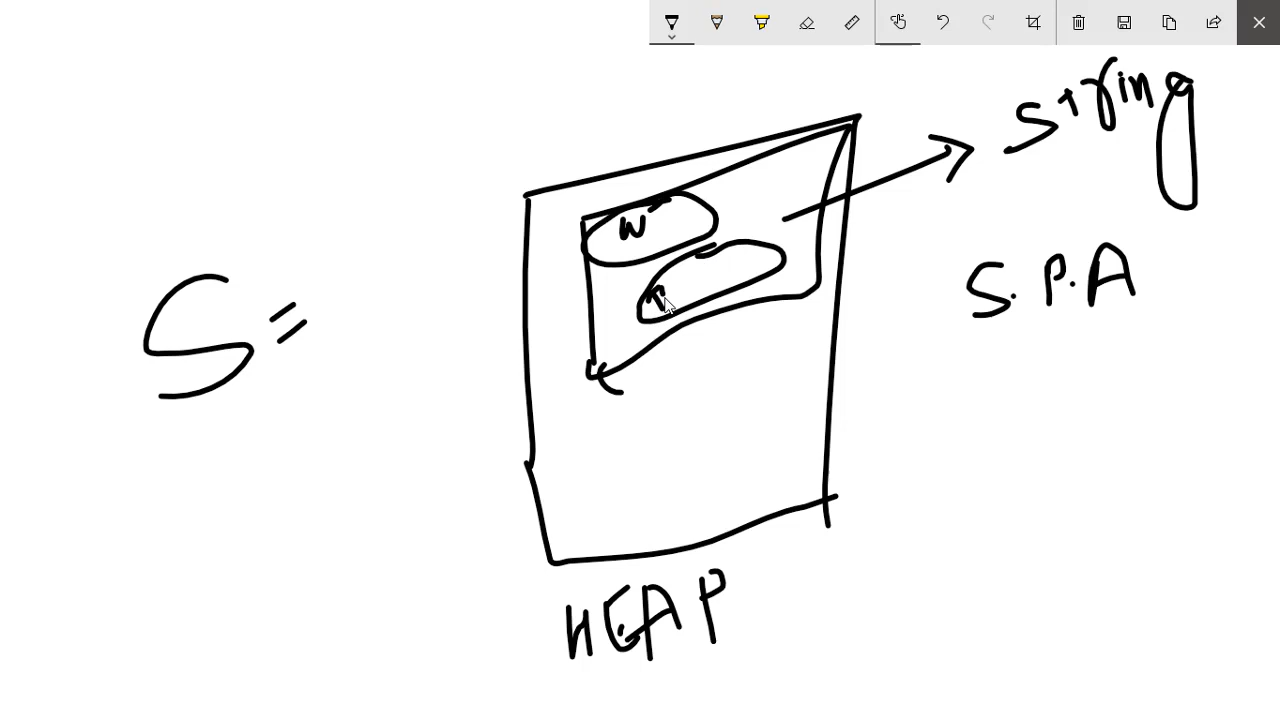 String
W
S.P.A
S=
HEAP